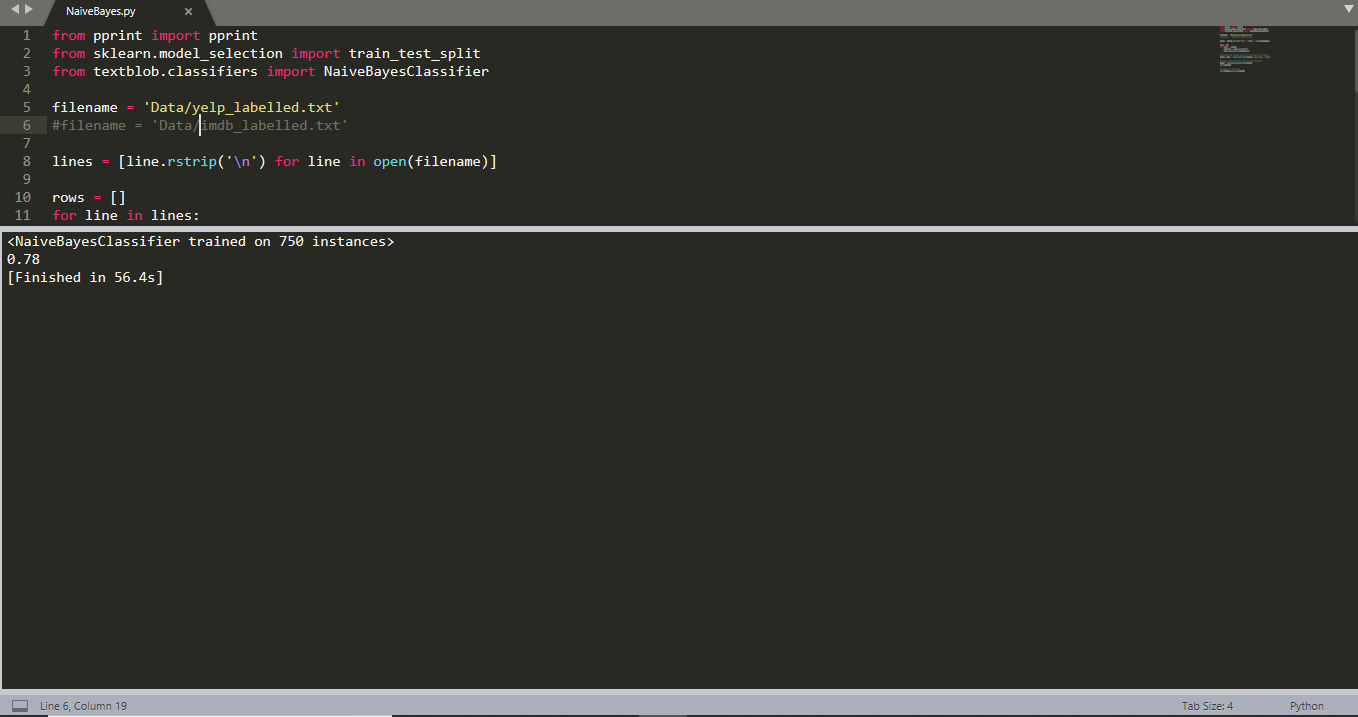 NaiveBayes.py ×
1 from pprint import pprint
2 from sklearn.model_selection import train_test_split
3 from textblob.classifiers import NaiveBayesClassifier
4
5 filename = 'Data/yelp_labelled.txt'
6 #filename = 'Data/imdb_labelled.txt'
7
8 lines = [line.rstrip('\n') for line in open(filename)]
9
10 rows = []
11 for line in lines:
<NaiveBayesClassifier trained on 750 instances>
0.78
[Finished in 56.4s]
Line 6, Column 19 Tab Size: 4 Python